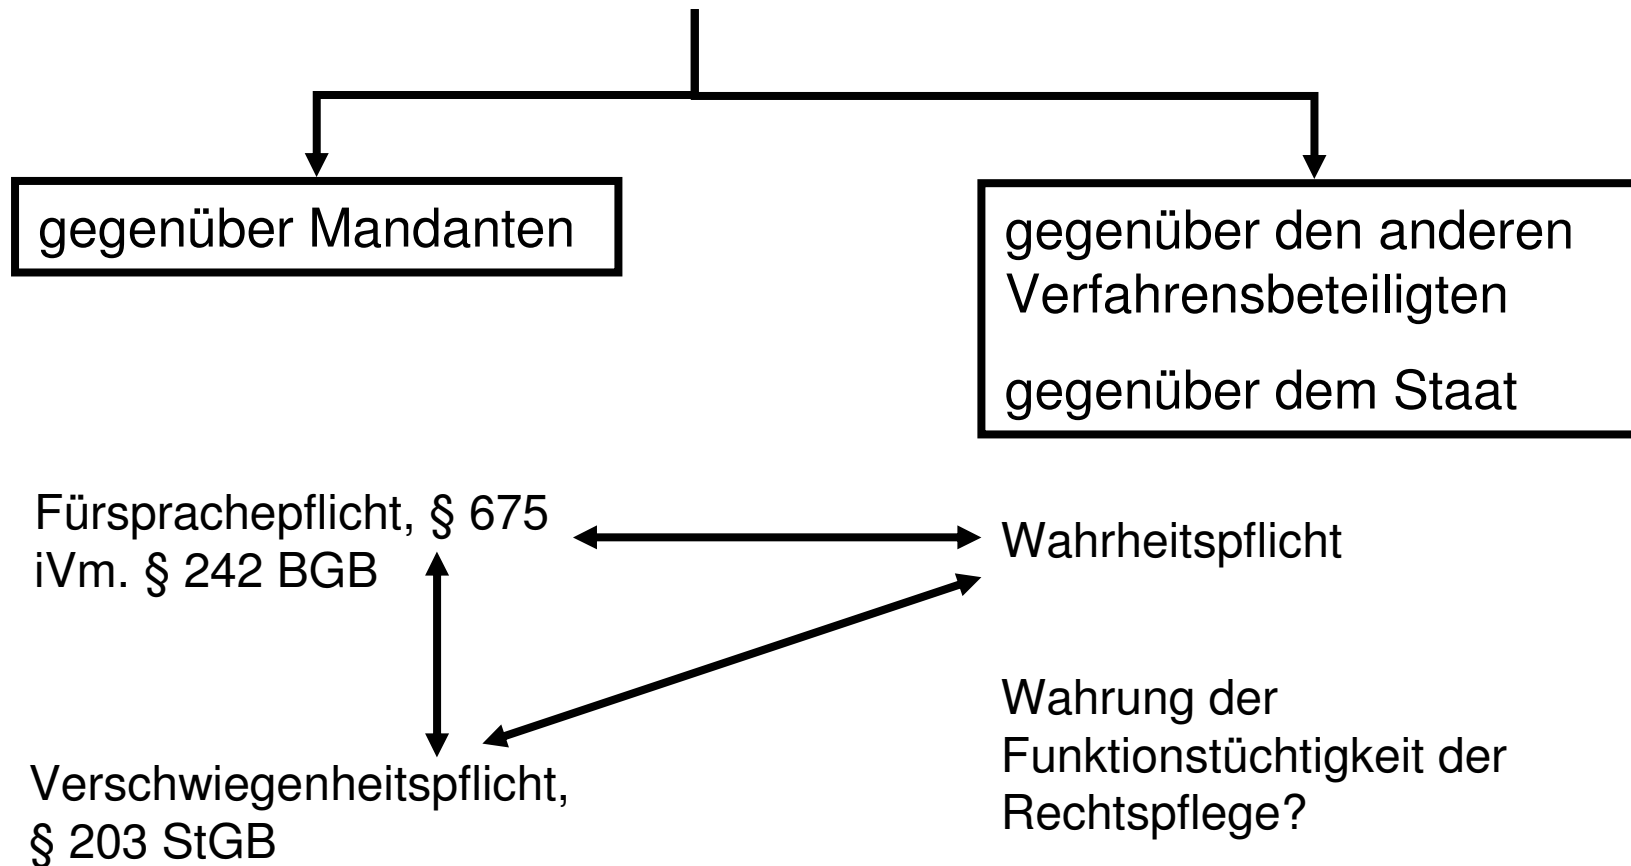 gegenüber Mandanten
gegenüber den anderen
Verfahrensbeteiligten
gegenüber dem Staat
Fürsprachepflicht, § 675
iVm. § 242 BGB
Wahrheitspflicht
Verschwiegenheitspflicht,
§ 203 StGB
Wahrung der
Funktionstüchtigkeit der
Rechtspflege?